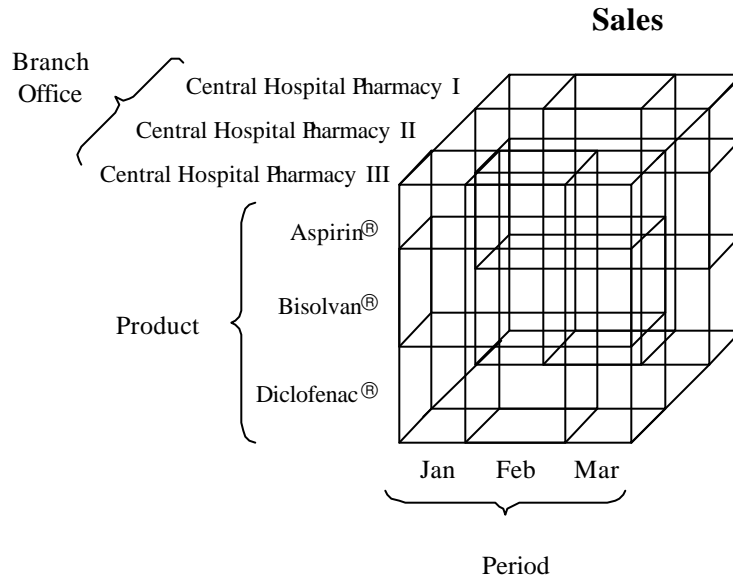 Sales
Branch
Office
Central Hospital Pharmacy I
Central Hospital Pharmacy II
Central Hospital Pharmacy III
Product
Aspirin®
Bisolvan®
Diclofenac®
Jan Feb Mar
Period